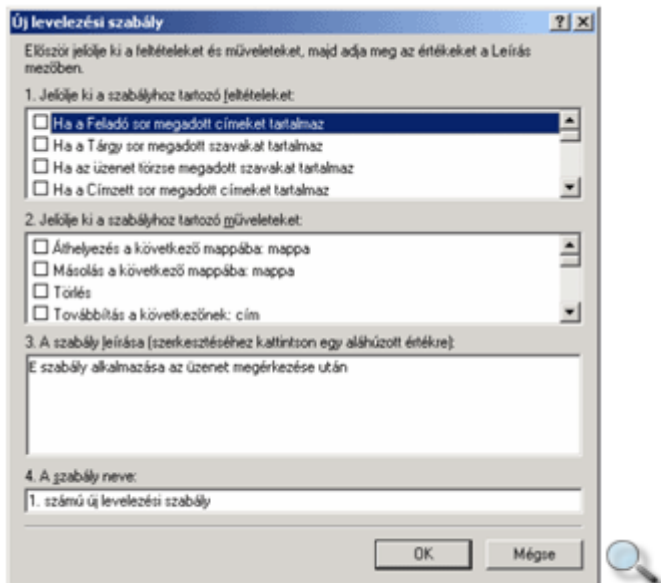 Új levelezési szabály
Először jelölje ki a feltételeket és műveleteket, majd adja meg az értékeket a Leírás
mezőben.
1. Jelölje ki a szabályhoz tartozó feltételeket:
Ha a Feladó sor megadott címeket tartalmaz
Ha a Tárgy sor megadott szavakat tartalmaz
Ha az üzenet törzse megadott szavakat tartalmaz
Ha a Címzett sor megadott címeket tartalmaz
2. Jelölje ki a szabályhoz tartozó műveleteket:
Áthelyezés a következő mappába: mappa
Másolás a következő mappába: mappa
Törlés
Továbbítás a következőnek: cím
3. A szabály leírása (szerkesztéséhez kattintson egy aláhúzott értékre):
E szabály alkalmazása az üzenet megérkezése után
4. A szabály neve:
1. számú új levelezési szabály
OK Mégse